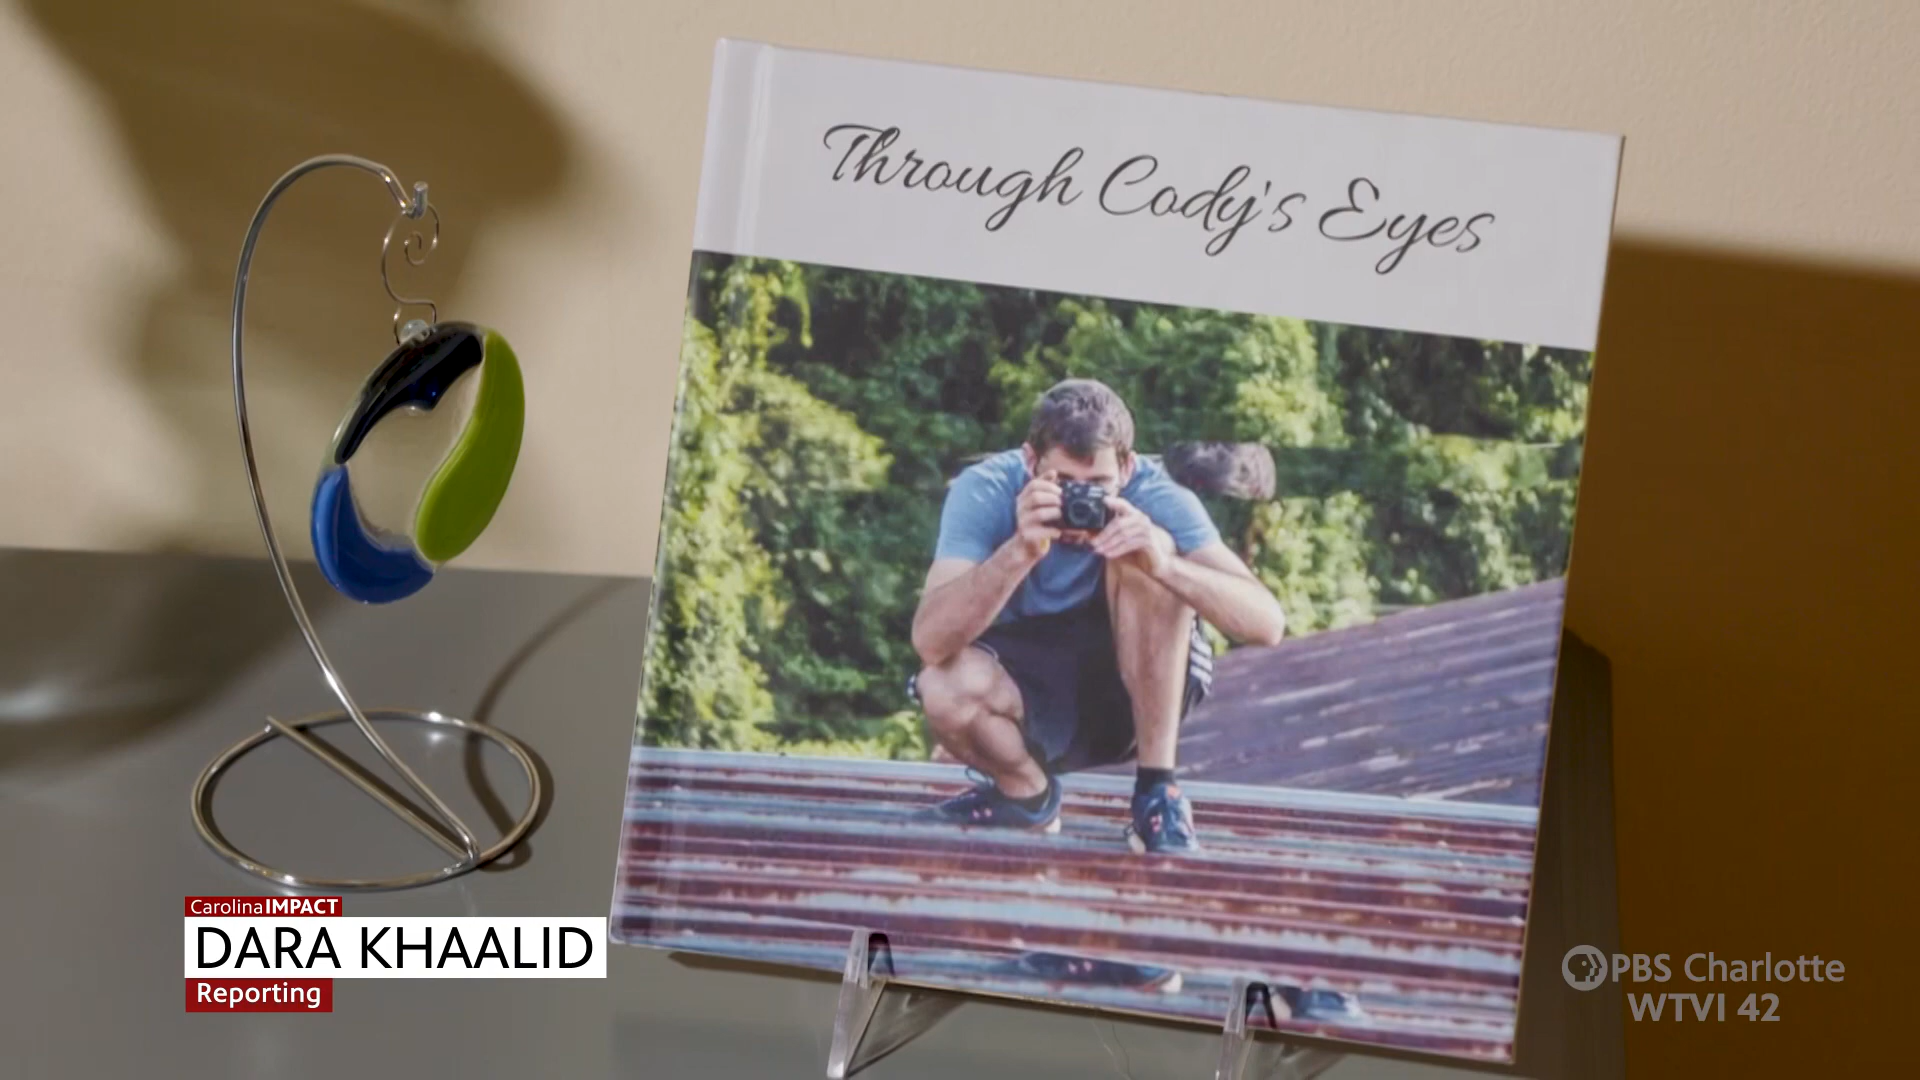 Through Cody's Eyes
CarolinaIMPACT
DARA KHAALID
Reporting
PBS Charlotte
WTVI 42